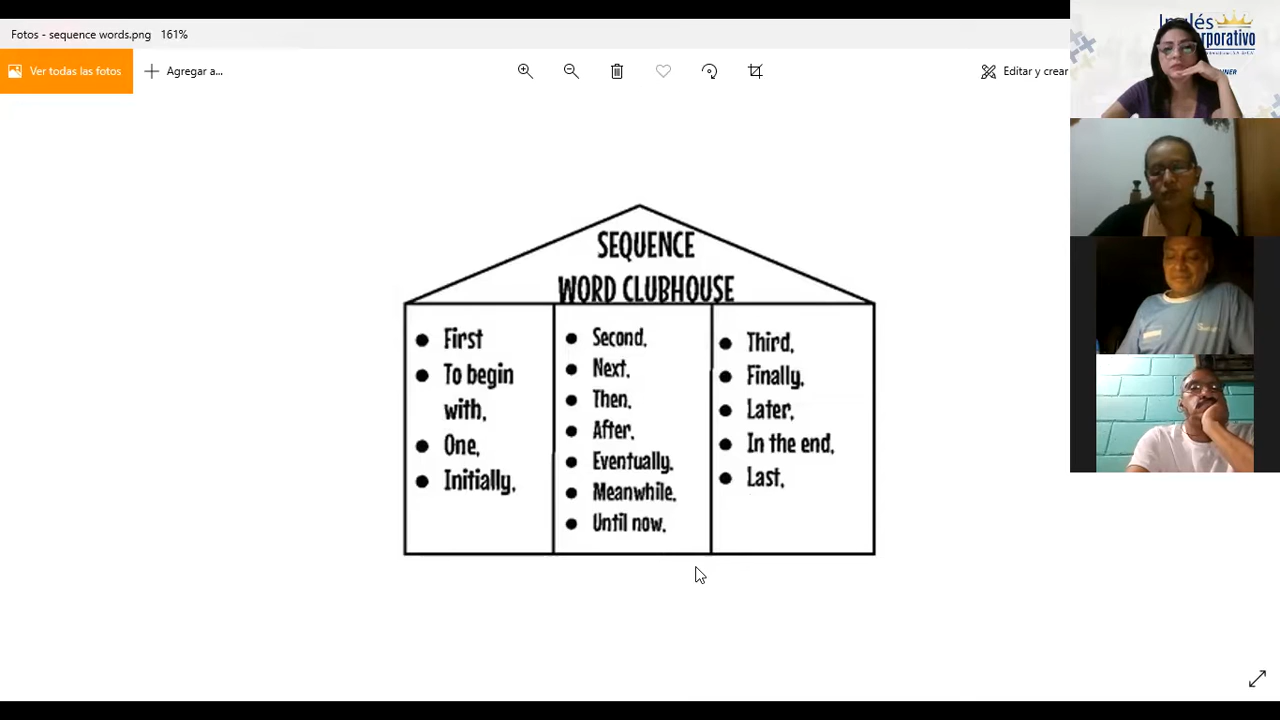 Fotos - sequence words.png 161%
Ver todas las fotos
Agregar a...
Editar y crear
SEQUENCE
WORD CLUBHOUSE
First
To begin
with,
One,
Initially,
Second,
Next,
Then,
After,
Eventually,
Meanwhile,
Until now,
Third,
Finally,
Later,
In the end,
Last,
Inglés